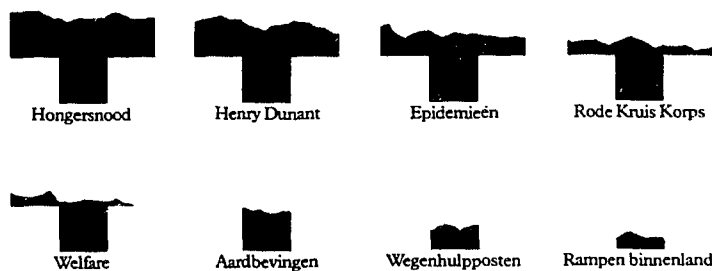 Hongersnood
Henry Dunant
Epidemieën
Rode Kruis Korps
Welfare
Aardbevingen
Wegenhulpposten
Rampen binnenland